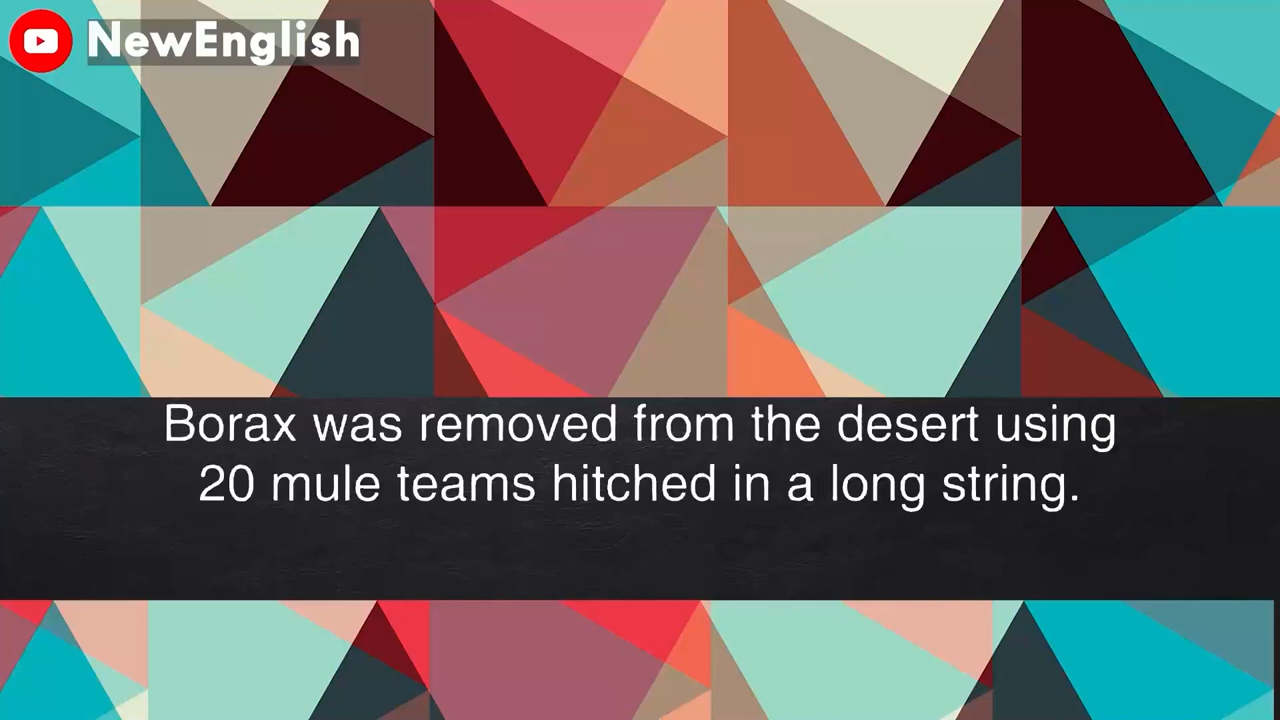 NewEnglish
Borax was removed from the desert using
20 mule teams hitched in a long string.